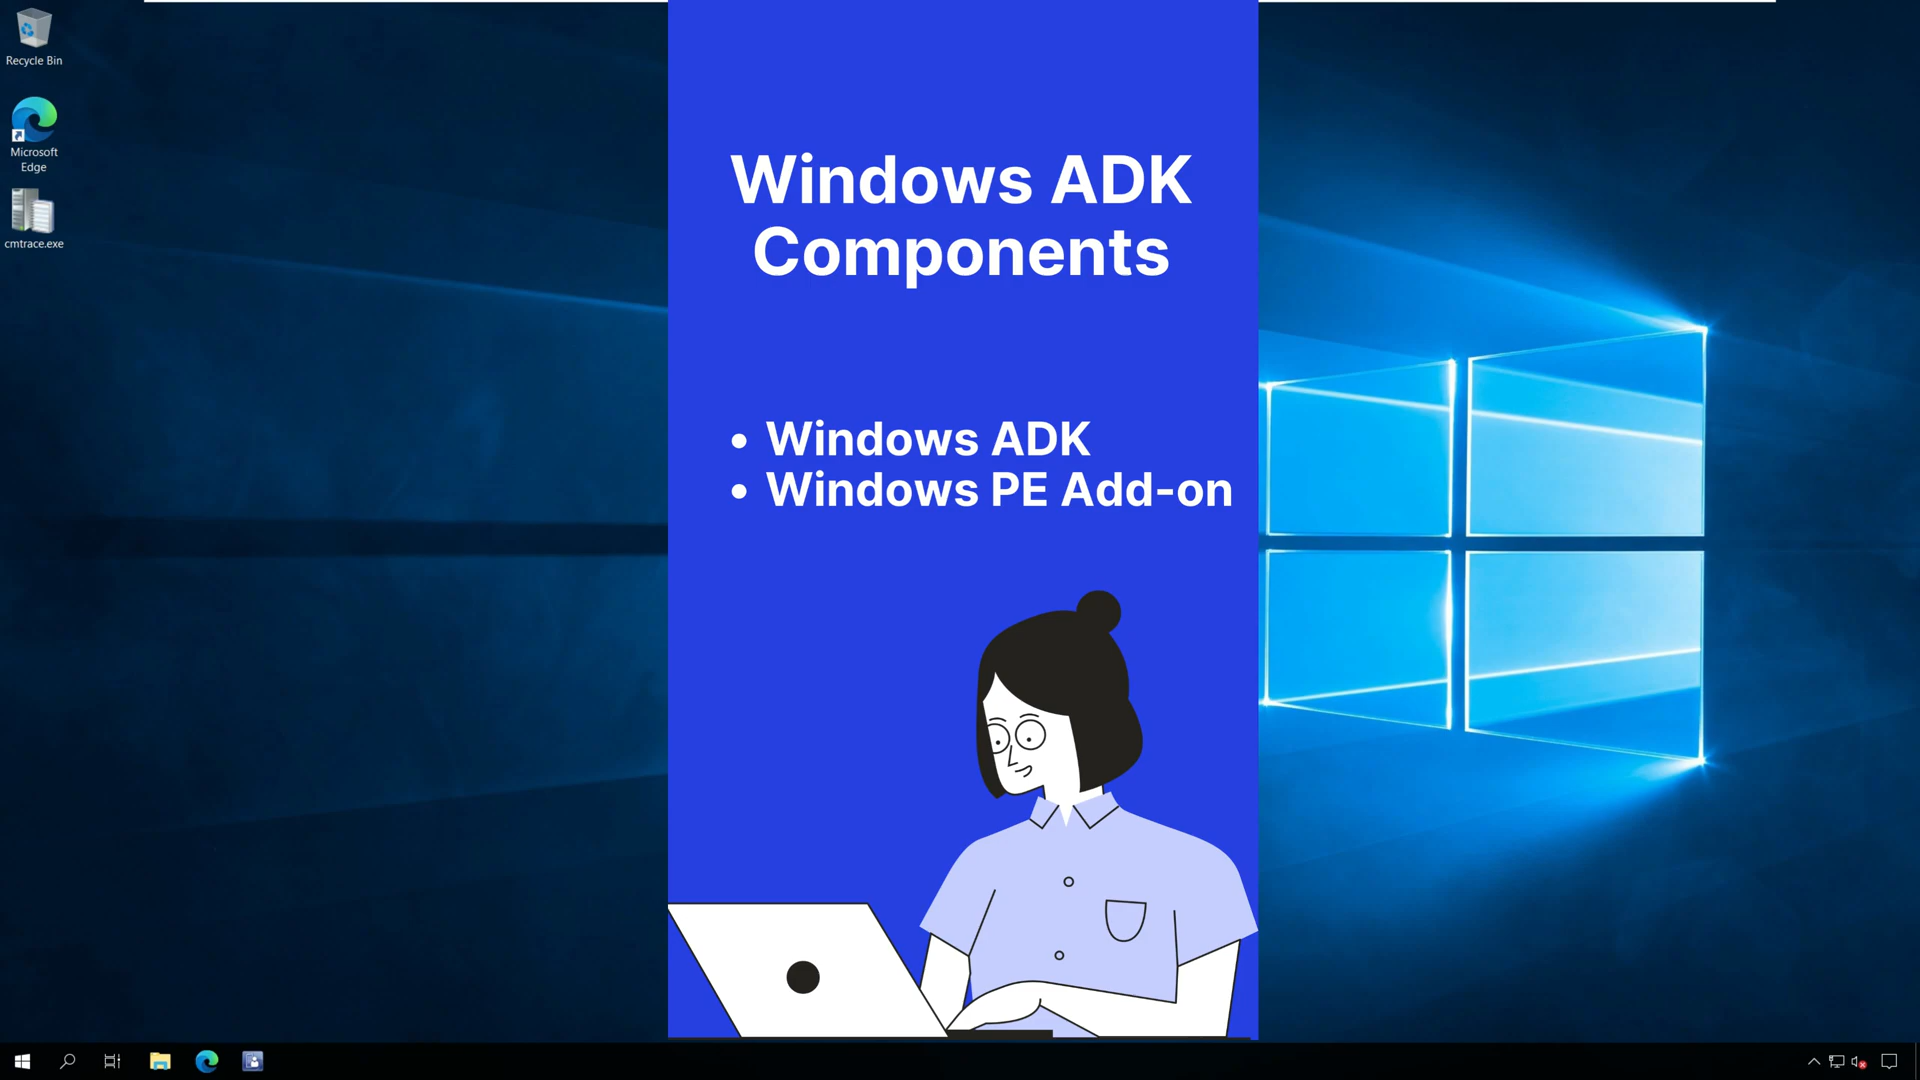 Recycle Bin
Microsoft
Edge
cmtrace.exe
Windows ADK
Components
• Windows ADK
• Windows PE Add-on